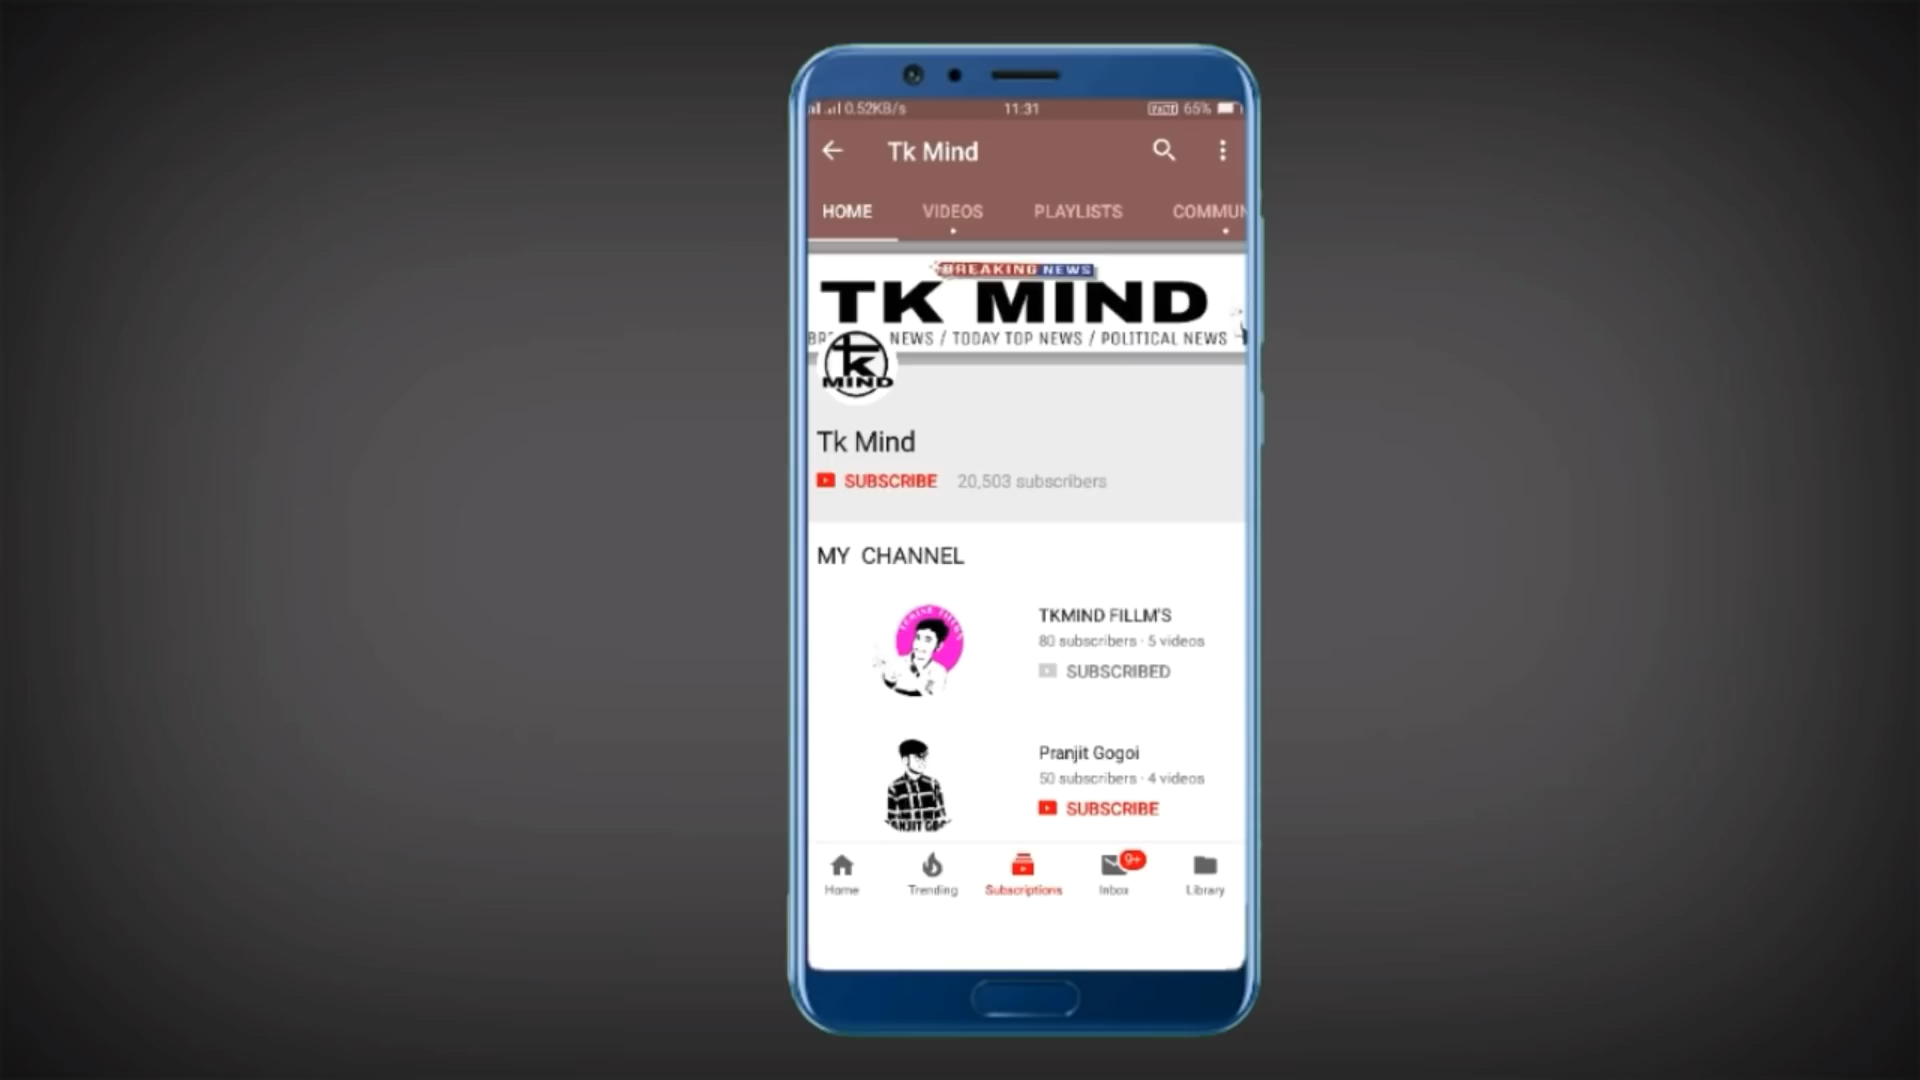 0.52KB/s 11:31 VoLTE 65%
Tk Mind
HOME VIDEOS PLAYLISTS COMMUN
BREAKING NEWS
TK MIND
NEWS / TODAY TOP NEWS / POLITICAL NEWS
tk
MIND
Tk Mind
SUBSCRIBE 20,503 subscribers
MY CHANNEL
TKMIND FILLM'S
80 subscribers · 5 videos
SUBSCRIBED
Pranjit Gogoi
50 subscribers · 4 videos
SUBSCRIBE
9+
Home Trending Subscriptions Inbox Library